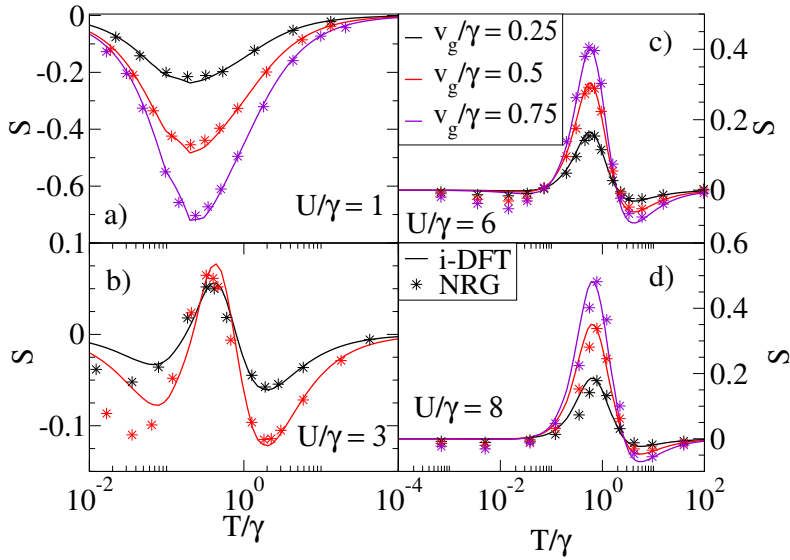 0
-0.2
-0.4
-0.6
S
a)
U/γ = 1
v_g/γ = 0.25
v_g/γ = 0.5
v_g/γ = 0.75
c)
0.4
0.2
0
S
U/γ = 6
0.1
0
-0.1
S
b)
U/γ = 3
i-DFT
NRG
d)
0.6
0.4
0.2
0
S
U/γ = 8
10^-2 10^0 10^-4 10^-2 10^0 10^2
T/γ T/γ